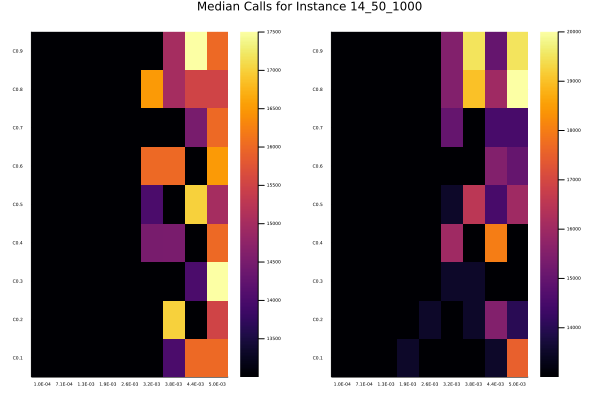 Median Calls for Instance 14_50_1000
C0.9
C0.8
C0.7
C0.6
C0.5
C0.4
C0.3
C0.2
C0.1
1.0E-04 7.1E-04 1.3E-03 1.9E-03 2.6E-03 3.2E-03 3.8E-03 4.4E-03 5.0E-03
17500
17000
16500
16000
15500
15000
14500
14000
13500
C0.9
C0.8
C0.7
C0.6
C0.5
C0.4
C0.3
C0.2
C0.1
1.0E-04 7.1E-04 1.3E-03 1.9E-03 2.6E-03 3.2E-03 3.8E-03 4.4E-03 5.0E-03
20000
19000
18000
17000
16000
15000
14000